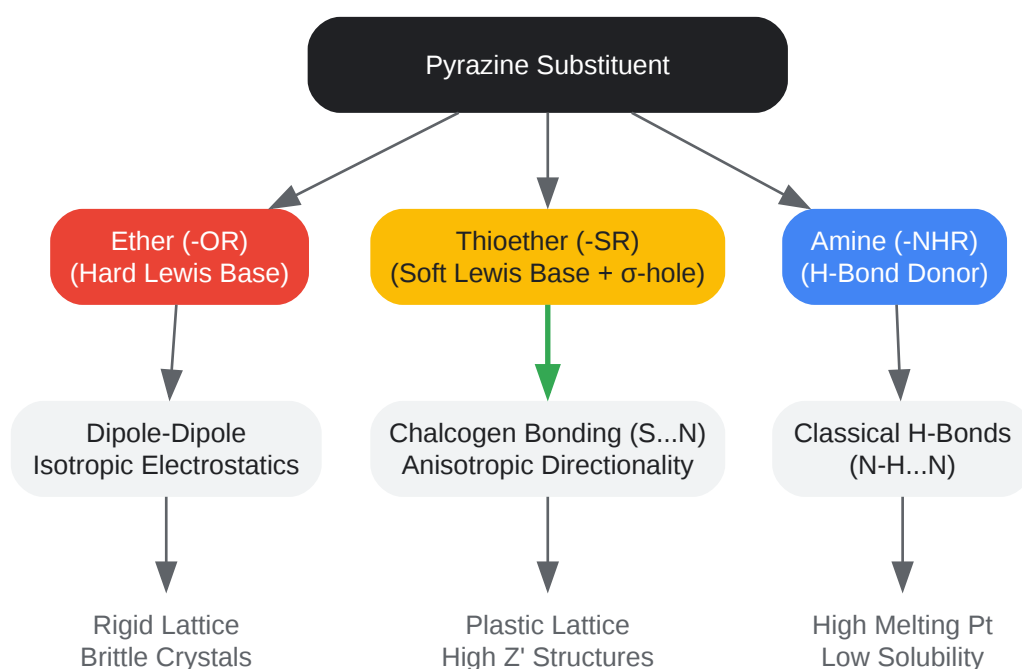 Pyrazine Substituent
Ether (-OR)
(Hard Lewis Base)
Thioether (-SR)
(Soft Lewis Base + σ-hole)
Amine (-NHR)
(H-Bond Donor)
Dipole-Dipole
Isotropic Electrostatics
Chalcogen Bonding (S...N)
Anisotropic Directionality
Classical H-Bonds
(N-H...N)
Rigid Lattice
Brittle Crystals
Plastic Lattice
High Z' Structures
High Melting Pt
Low Solubility